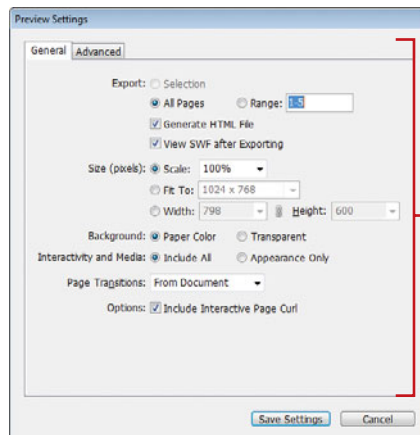 Preview Settings
General Advanced
Export: Selection
All Pages Range: 1-5
Generate HTML File
View SWF after Exporting
Size (pixels): Scale: 100%
Fit To: 1024 x 768
Width: 798 Height: 600
Background: Paper Color Transparent
Interactivity and Media: Include All Appearance Only
Page Transitions: From Document
Options: Include Interactive Page Curl
Save Settings Cancel